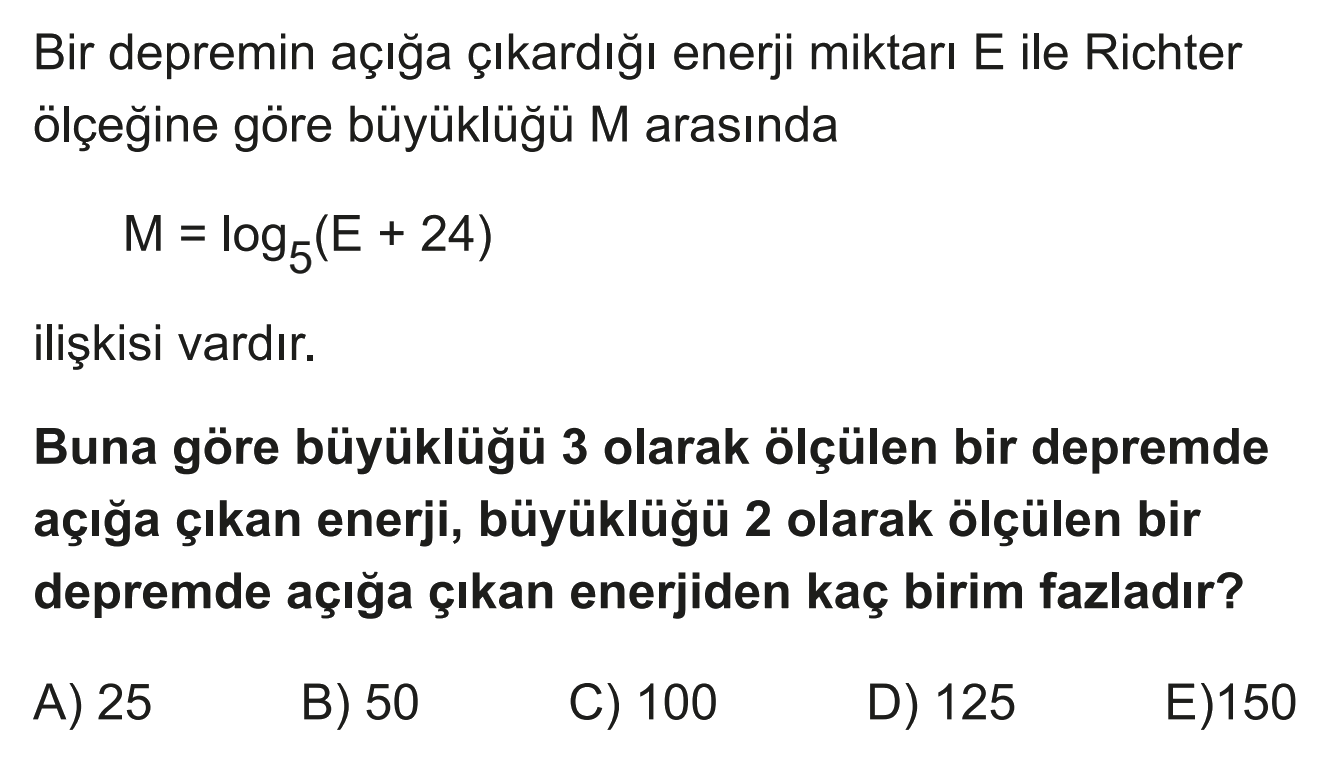 Bir depremin açığa çıkardığı enerji miktarı E ile Richter
ölçeğine göre büyüklüğü M arasında
M = log₅(E + 24)
ilişkisi vardır.
Buna göre büyüklüğü 3 olarak ölçülen bir depremde
açığa çıkan enerji, büyüklüğü 2 olarak ölçülen bir
depremde açığa çıkan enerjiden kaç birim fazladır?
A) 25 B) 50 C) 100 D) 125 E)150